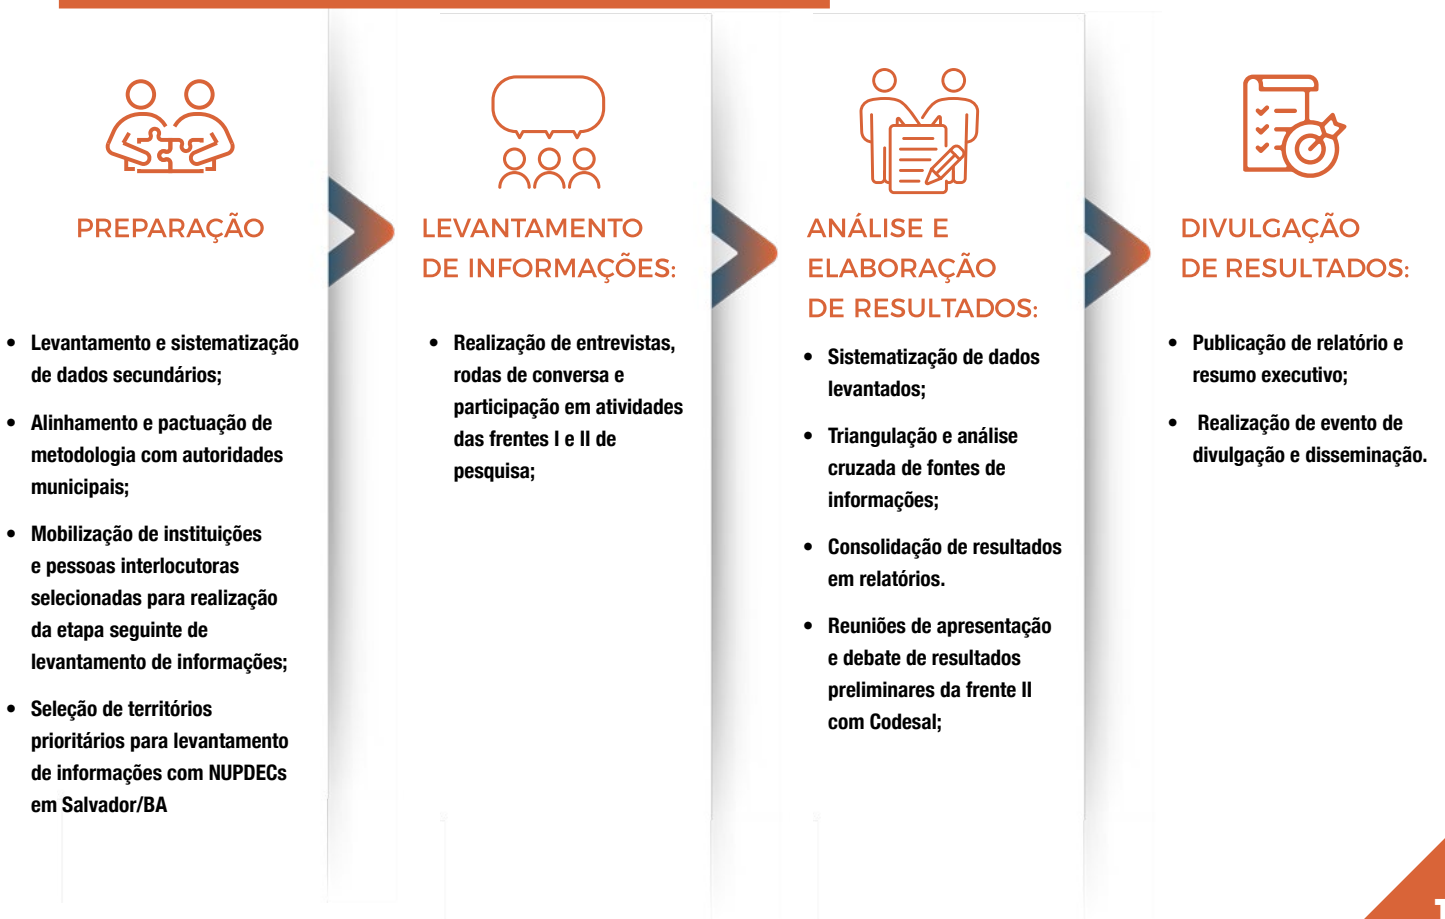 PREPARAÇÃO
• Levantamento e sistematização
de dados secundários;
• Alinhamento e pactuação de
metodologia com autoridades
municipais;
• Mobilização de instituições
e pessoas interlocutoras
selecionadas para realização
da etapa seguinte de
levantamento de informações;
• Seleção de territórios
prioritários para levantamento
de informações com NUPDECs
em Salvador/BA
LEVANTAMENTO
DE INFORMAÇÕES:
• Realização de entrevistas,
rodas de conversa e
participação em atividades
das frentes I e II de
pesquisa;
ANÁLISE E
ELABORAÇÃO
DE RESULTADOS:
• Sistematização de dados
levantados;
• Triangulação e análise
cruzada de fontes de
informações;
• Consolidação de resultados
em relatórios.
• Reuniões de apresentação
e debate de resultados
preliminares da frente II
com Codesal;
DIVULGAÇÃO
DE RESULTADOS:
• Publicação de relatório e
resumo executivo;
• Realização de evento de
divulgação e disseminação.